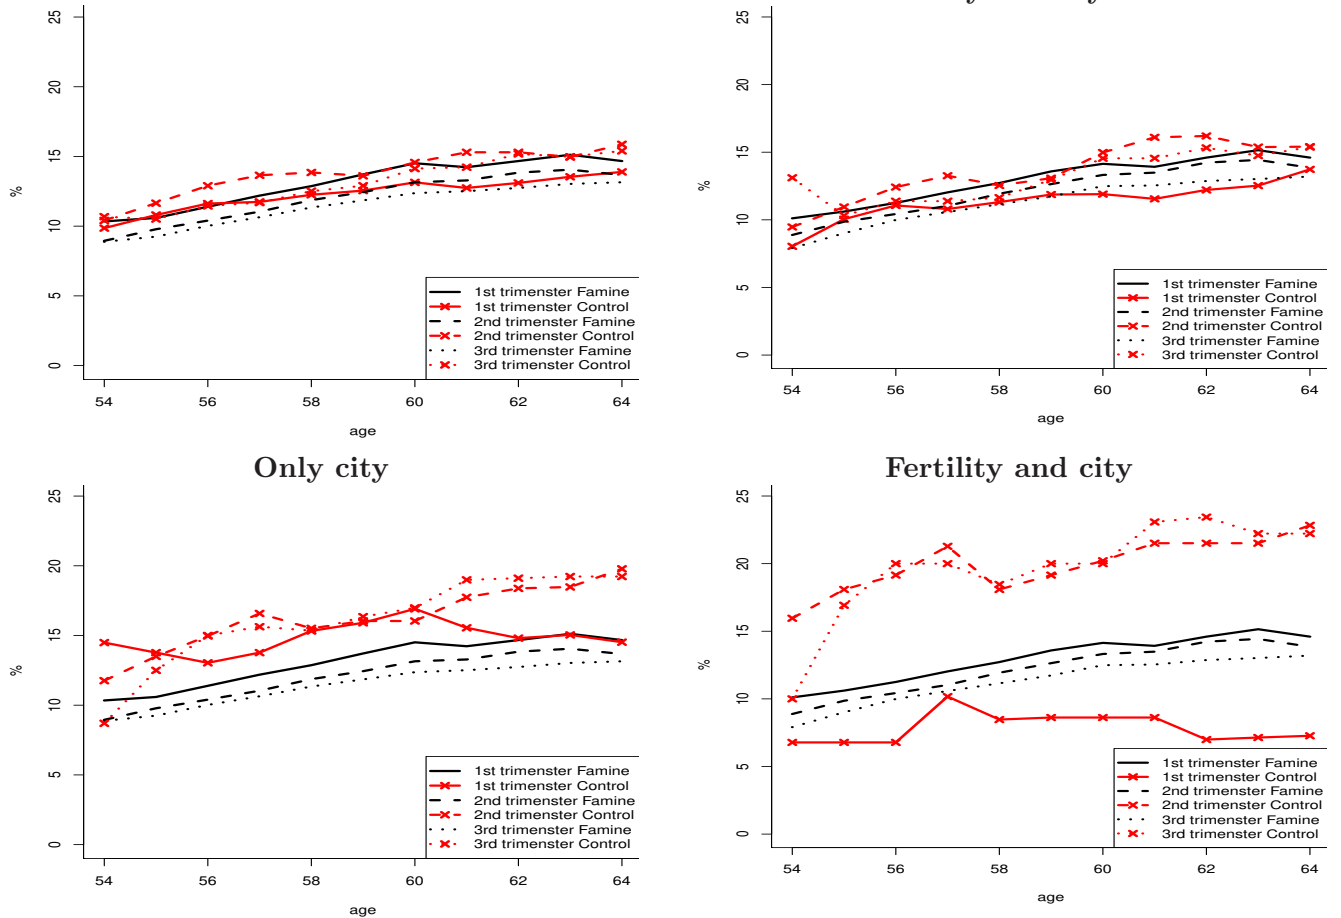 25
20
15
10
5
0
%
54 56 58 60 62 64
age
1st trimenster Famine
1st trimenster Control
2nd trimenster Famine
2nd trimenster Control
3rd trimenster Famine
3rd trimenster Control
25
20
15
10
5
0
%
54 56 58 60 62 64
age
1st trimenster Famine
1st trimenster Control
2nd trimenster Famine
2nd trimenster Control
3rd trimenster Famine
3rd trimenster Control
Only city
25
20
15
10
5
0
%
54 56 58 60 62 64
age
1st trimenster Famine
1st trimenster Control
2nd trimenster Famine
2nd trimenster Control
3rd trimenster Famine
3rd trimenster Control
Fertility and city
25
20
15
10
5
0
%
54 56 58 60 62 64
age
1st trimenster Famine
1st trimenster Control
2nd trimenster Famine
2nd trimenster Control
3rd trimenster Famine
3rd trimenster Control